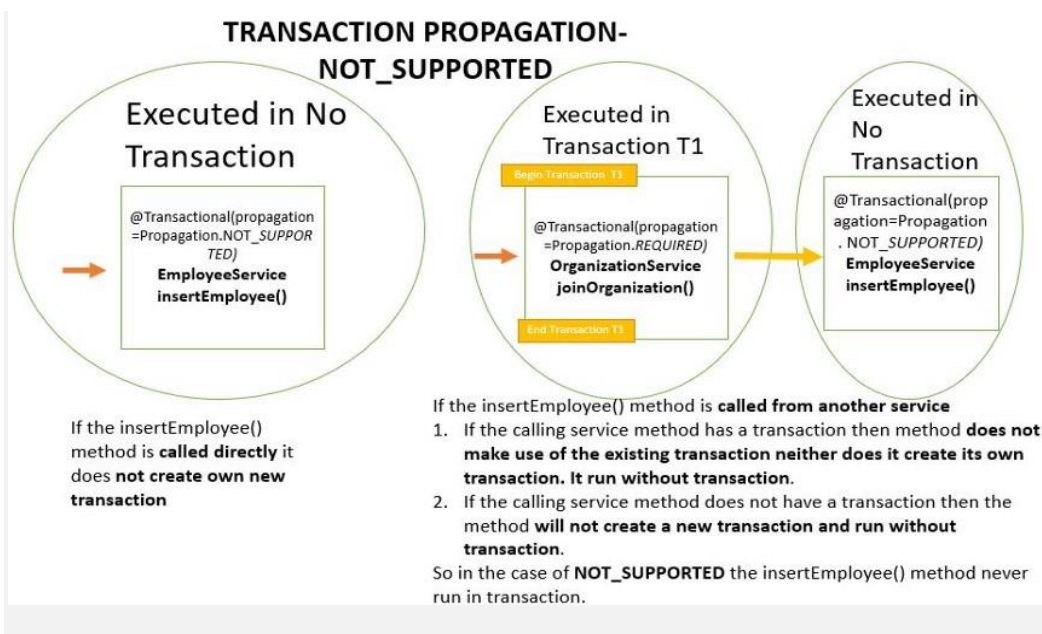 TRANSACTION PROPAGATION-
NOT_SUPPORTED
Executed in No
Transaction
@Transactional(propagation
=Propagation.NOT_SUPPOR
TED)
EmployeeService
insertEmployee()
If the insertEmployee()
method is called directly it
does not create own new
transaction
Executed in
Transaction T1
Begin Transaction T1
@Transactional(propagation
=Propagation.REQUIRED)
OrganizationService
joinOrganization()
End Transaction T1
Executed in
No
Transaction
@Transactional(prop
agation=Propagation
. NOT_SUPPORTED)
EmployeeService
insertEmployee()
If the insertEmployee() method is called from another service
1. If the calling service method has a transaction then method does not
make use of the existing transaction neither does it create its own
transaction. It run without transaction.
2. If the calling service method does not have a transaction then the
method will not create a new transaction and run without
transaction.
So in the case of NOT_SUPPORTED the insertEmployee() method never
run in transaction.